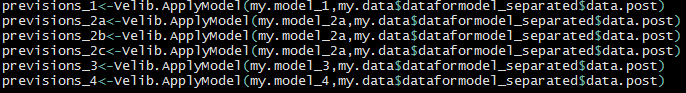 previsions_1<-Velib.ApplyModel(my.model_1,my.data$dataformodel_separated$data.post)
previsions_2a<-Velib.ApplyModel(my.model_2a,my.data$dataformodel_separated$data.post)
previsions_2b<-Velib.ApplyModel(my.model_2b,my.data$dataformodel_separated$data.post)
previsions_2c<-Velib.ApplyModel(my.model_2c,my.data$dataformodel_separated$data.post)
previsions_3<-Velib.ApplyModel(my.model_3,my.data$dataformodel_separated$data.post)
previsions_4<-Velib.ApplyModel(my.model_4,my.data$dataformodel_separated$data.post)